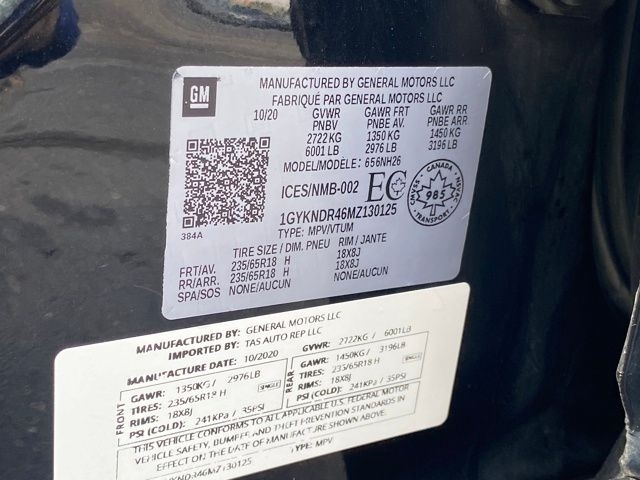 GM
MANUFACTURED BY GENERAL MOTORS LLC
FABRIQUÉ PAR GENERAL MOTORS LLC
10/20 GVWR GAWR FRT GAWR RR
PNBV PNBE AV. PNBE ARR
2722 KG 1350 KG 1450 KG
6001 LB 2976 LB 3196 LB
MODEL/MODÈLE: 656NH26
ICES/NMB-002 EC
CANADA
NSVAC
985
CMVSS
TRANSPORT
1GYKNDR46MZ130125
TYPE: MPV/VTUM
384A
TIRE SIZE / DIM. PNEU RIM / JANTE
FRT/AV. 235/65R18 H 18X8J
RR/ARR. 235/65R18 H 18X8J
SPA/SOS NONE/AUCUN NONE/AUCUN
MANUFACTURED BY: GENERAL MOTORS LLC
IMPORTED BY: TAS AUTO REP LLC
MANUFACTURE DATE: 10/2020 GVWR: 2722KG / 6001LB
FRONT
GAWR: 1350KG / 2976LB
TIRES: 235/65R18 H SINGLE
RIMS: 18X8J
PSI (COLD): 241KPa / 35PSI
REAR
GAWR: 1450KG / 3196LB
TIRES: 235/65R18 H SINGLE
RIMS: 18X8J
PSI (COLD): 241KPa / 35PSI
THIS VEHICLE CONFORMS TO ALL APPLICABLE U.S. FEDERAL MOTOR
VEHICLE SAFETY, BUMPER AND THEFT PREVENTION STANDARDS IN
EFFECT ON THE DATE OF MANUFACTURE SHOWN ABOVE.
YKNDR46MZ130125 TYPE: MPV